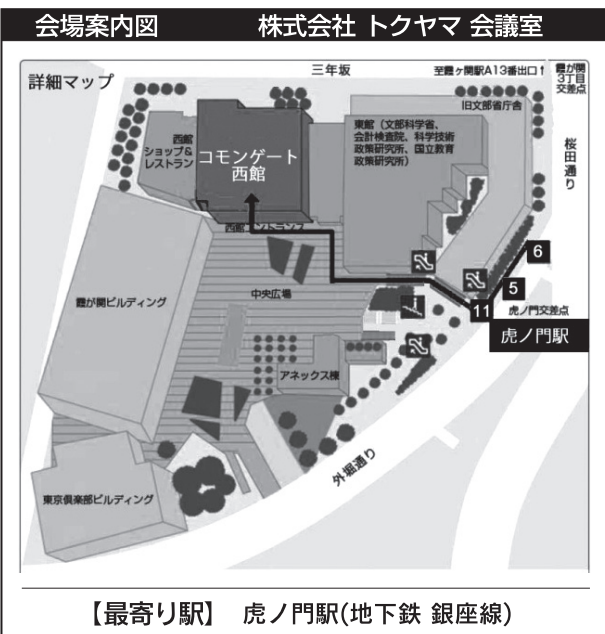 会場案内図 株式会社 トクヤマ 会議室
詳細マップ
三年坂
至霞ヶ関駅A13番出口↑
霞が関
3丁目
交差点
旧文部省庁舎
桜田通り
西館
ショップ&
レストラン
コモンゲート
西館
東館(文部科学省、
会計検査院、科学技術
政策研究所、国立教育
政策研究所)
西館エントランス
6
5
11
虎ノ門交差点
虎ノ門駅
中央広場
霞が関ビルディング
アネックス棟
外堀通り
東京倶楽部ビルディング
【最寄り駅】 虎ノ門駅(地下鉄 銀座線)